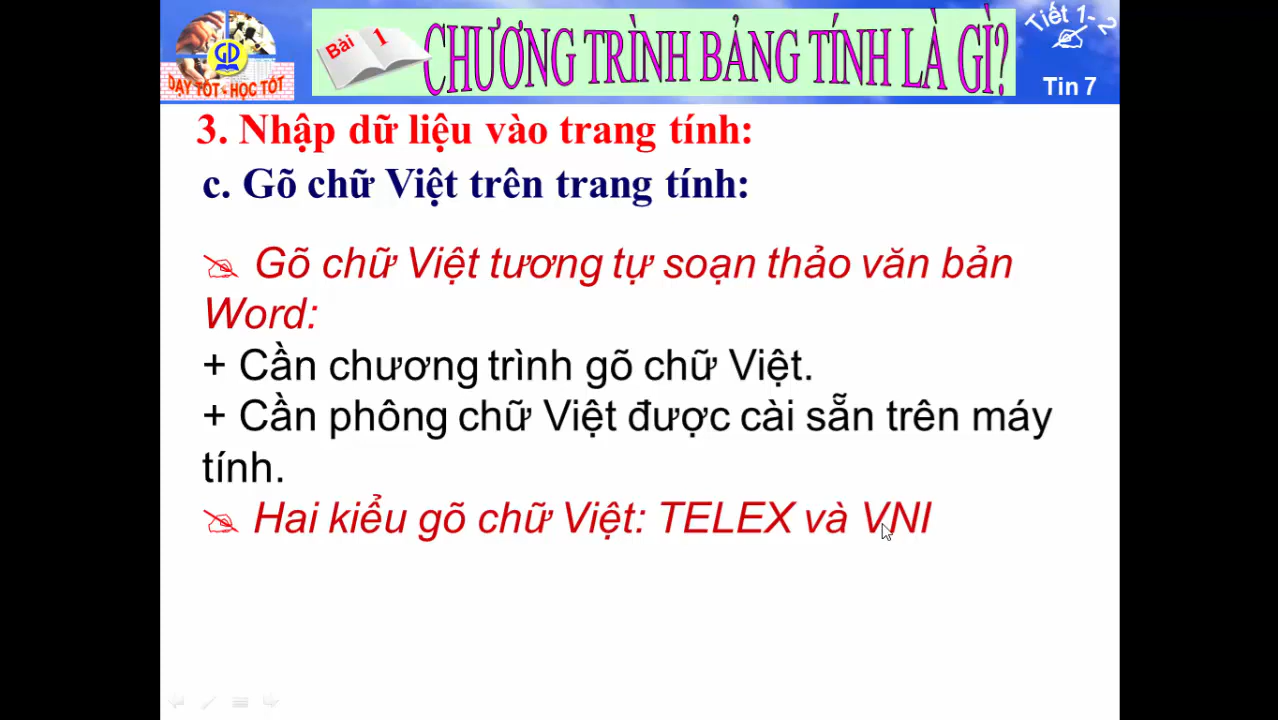 GD
DẠY TỐT - HỌC TỐT
Bài 1
CHƯƠNG TRÌNH BẢNG TÍNH LÀ GÌ?
Tiết 1-2
Tin 7
3. Nhập dữ liệu vào trang tính:
c. Gõ chữ Việt trên trang tính:
Gõ chữ Việt tương tự soạn thảo văn bản
Word:
+ Cần chương trình gõ chữ Việt.
+ Cần phông chữ Việt được cài sẵn trên máy
tính.
Hai kiểu gõ chữ Việt: TELEX và VNI